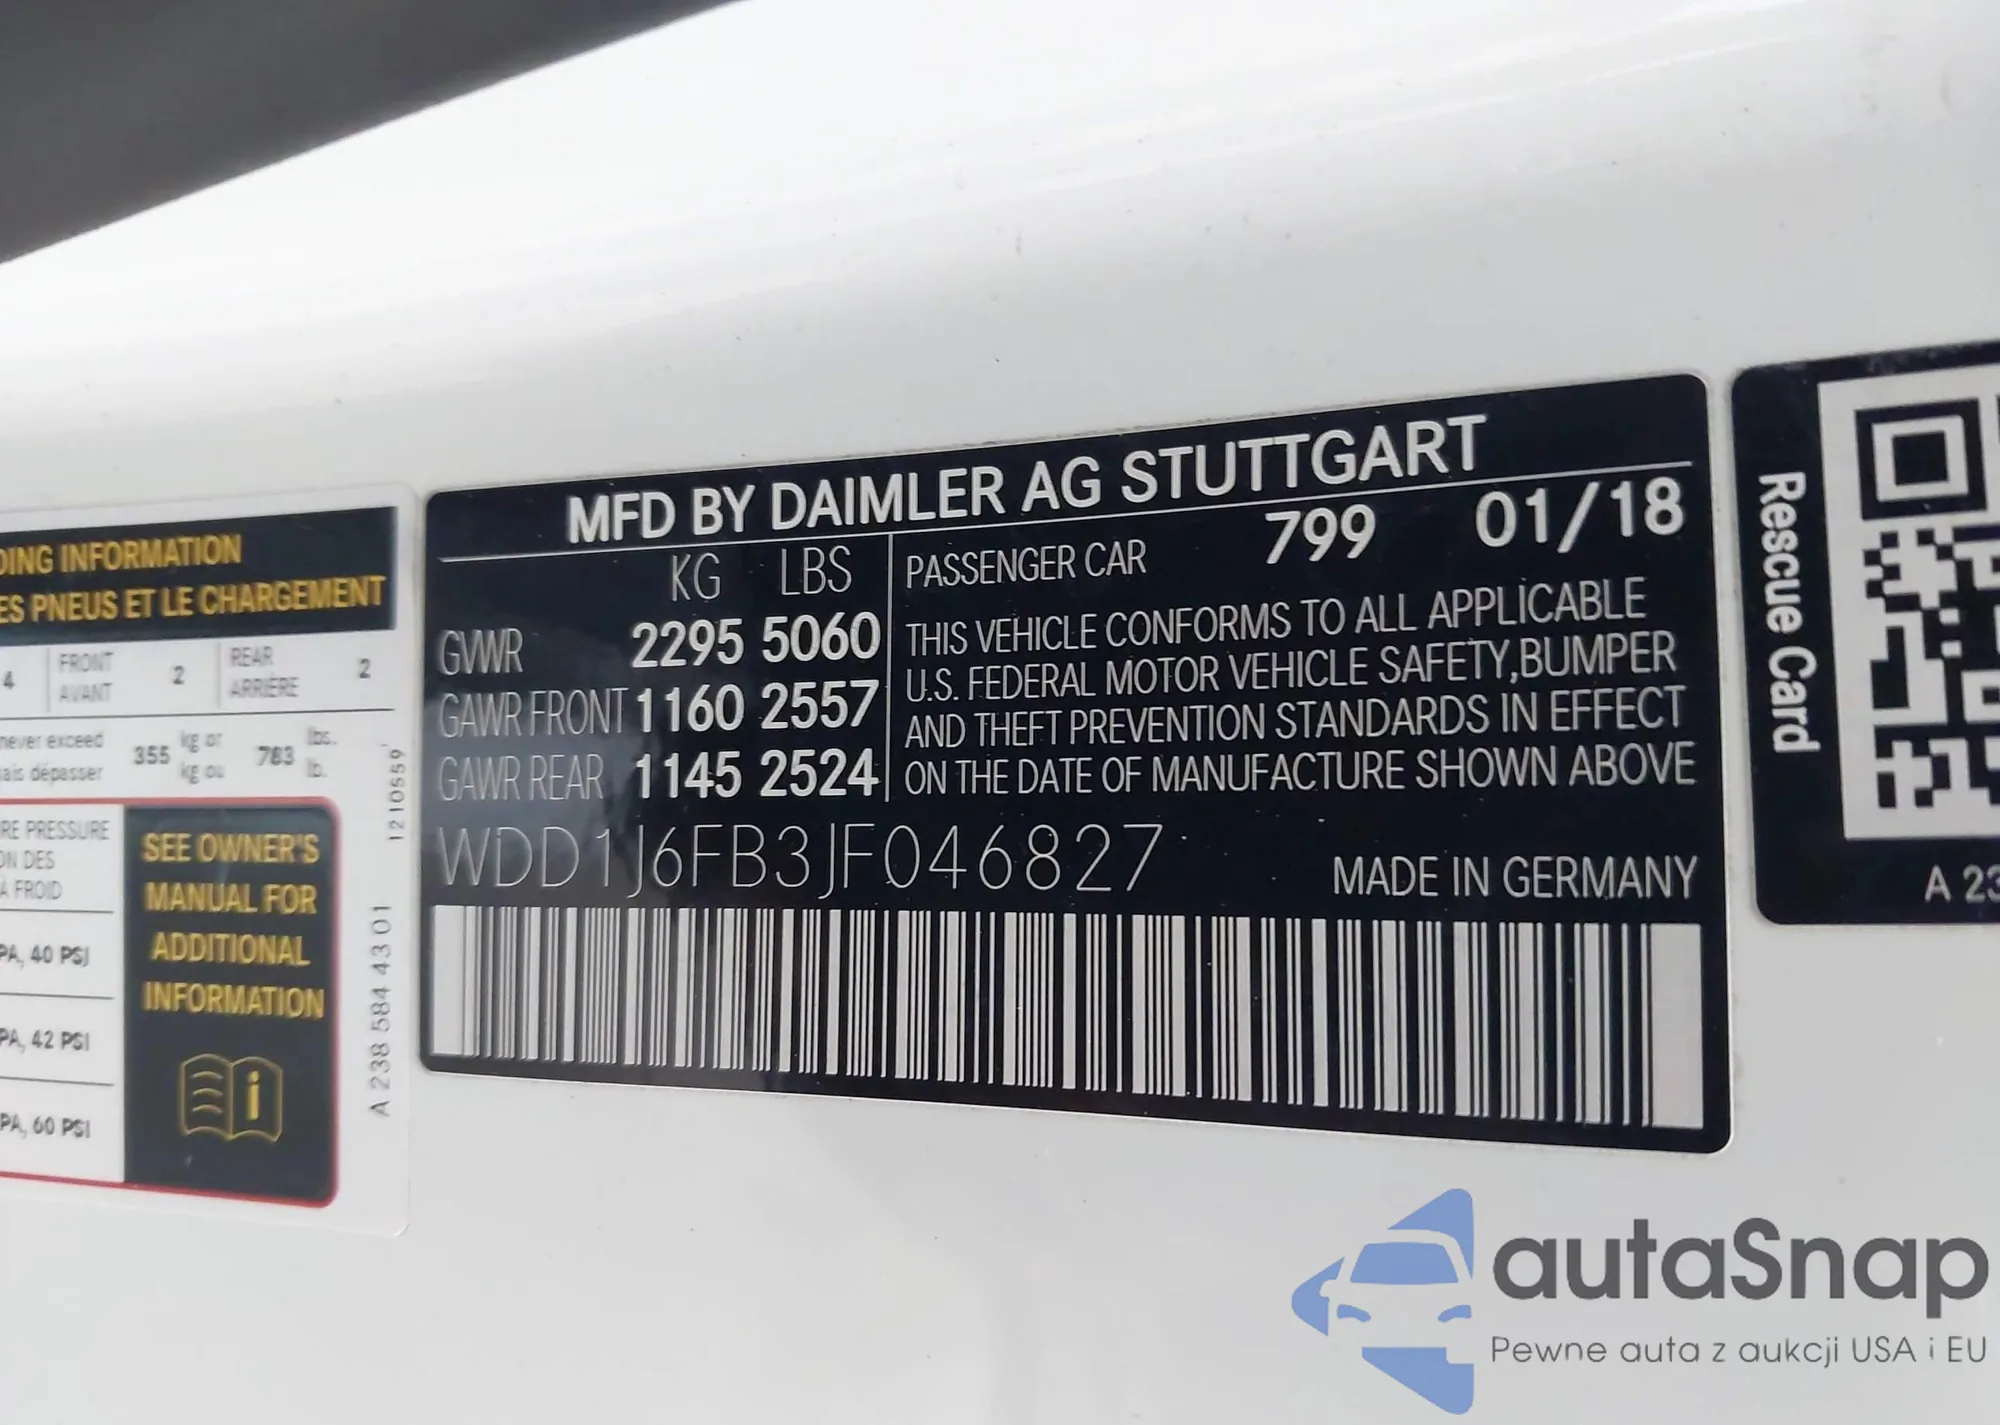 DING INFORMATION
ES PNEUS ET LE CHARGEMENT
4 FRONT 2 REAR 2
AVANT ARRIÈRE
never exceed 355 kg or 783 lbs.
ais dépasser kg ou lb.
RE PRESSURE
ON DES
À FROID
PA, 40 PSI
PA, 42 PSI
PA, 60 PSI
SEE OWNER'S
MANUAL FOR
ADDITIONAL
INFORMATION
i
1210559
A 238 584 43 01
MFD BY DAIMLER AG STUTTGART
KG LBS
GVWR 2295 5060
GAWR FRONT 1160 2557
GAWR REAR 1145 2524
PASSENGER CAR 799 01/18
THIS VEHICLE CONFORMS TO ALL APPLICABLE
U.S. FEDERAL MOTOR VEHICLE SAFETY,BUMPER
AND THEFT PREVENTION STANDARDS IN EFFECT
ON THE DATE OF MANUFACTURE SHOWN ABOVE
WDD1J6FB3JF046827
MADE IN GERMANY
Rescue Card
A 23
autaSnap
Pewne auta z aukcji USA i EU